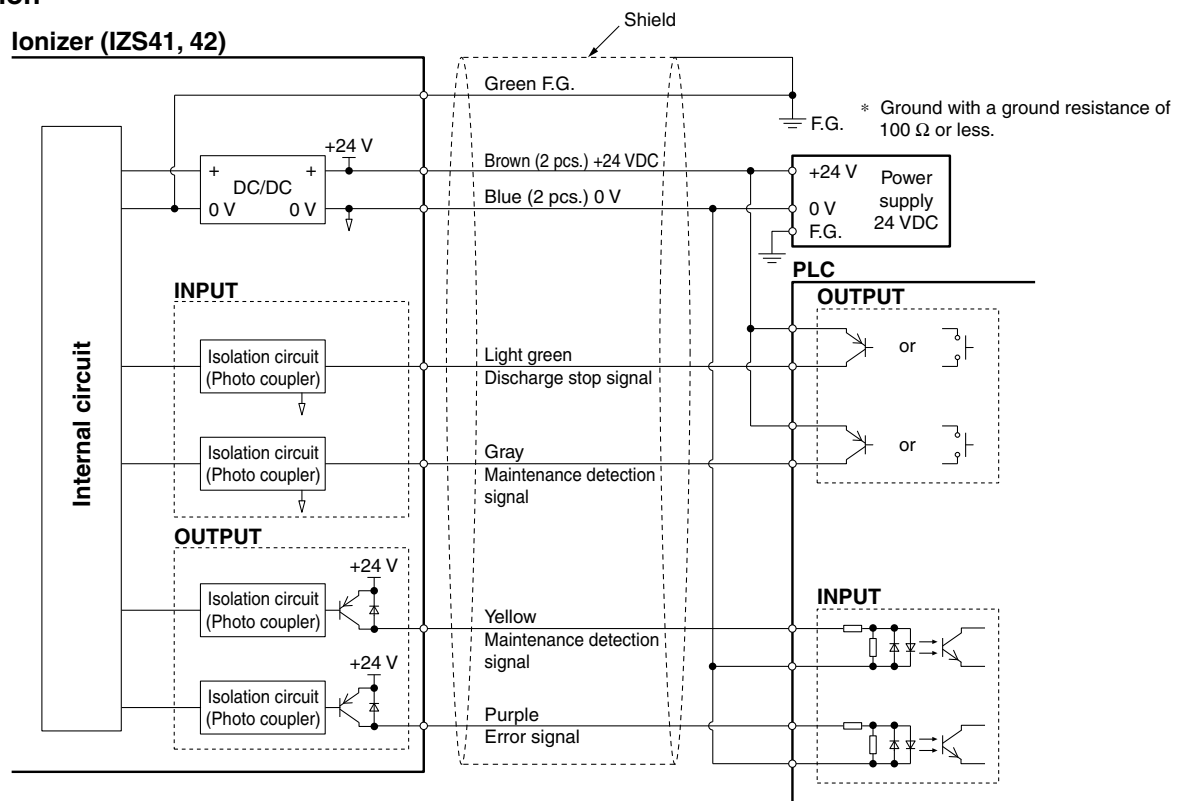 Shield
Ionizer (IZS41, 42)
Green F.G.
F.G.
* Ground with a ground resistance of
100 Ω or less.
+24 V
Brown (2 pcs.) +24 VDC
Blue (2 pcs.) 0 V
+ +
DC/DC
0 V 0 V
+24 V
0 V
F.G.
Power
supply
24 VDC
PLC
Internal circuit
INPUT
Isolation circuit
(Photo coupler)
Light green
Discharge stop signal
OUTPUT
or
Isolation circuit
(Photo coupler)
Gray
Maintenance detection
signal
or
OUTPUT
+24 V
Isolation circuit
(Photo coupler)
Yellow
Maintenance detection
signal
INPUT
+24 V
Isolation circuit
(Photo coupler)
Purple
Error signal